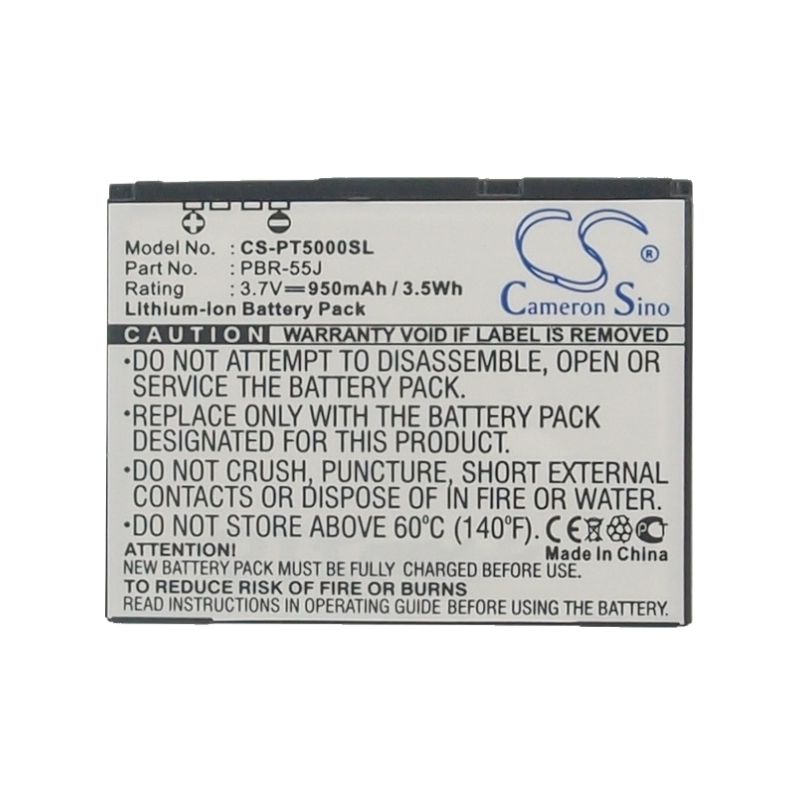 Model No. : CS-PT5000SL
Part No. : PBR-55J
Rating : 3.7V 950mAh / 3.5Wh
Lithium-Ion Battery Pack
CS ®
Cameron Sino
CAUTION: WARRANTY VOID IF LABEL IS REMOVED
•DO NOT ATTEMPT TO DISASSEMBLE, OPEN OR
SERVICE THE BATTERY PACK.
•REPLACE ONLY WITH THE BATTERY PACK
DESIGNATED FOR THIS PRODUCT.
•DO NOT CRUSH, PUNCTURE, SHORT EXTERNAL
CONTACTS OR DISPOSE OF IN FIRE OR WATER.
•DO NOT STORE ABOVE 60°C (140°F). CE PC
Made In China
ATTENTION!
NEW BATTERY PACK MUST BE FULLY CHARGED BEFORE USE
TO REDUCE RISK OF FIRE OR BURNS
READ INSTRUCTIONS IN OPERATING GUIDE BEFORE USING THE BATTERY.